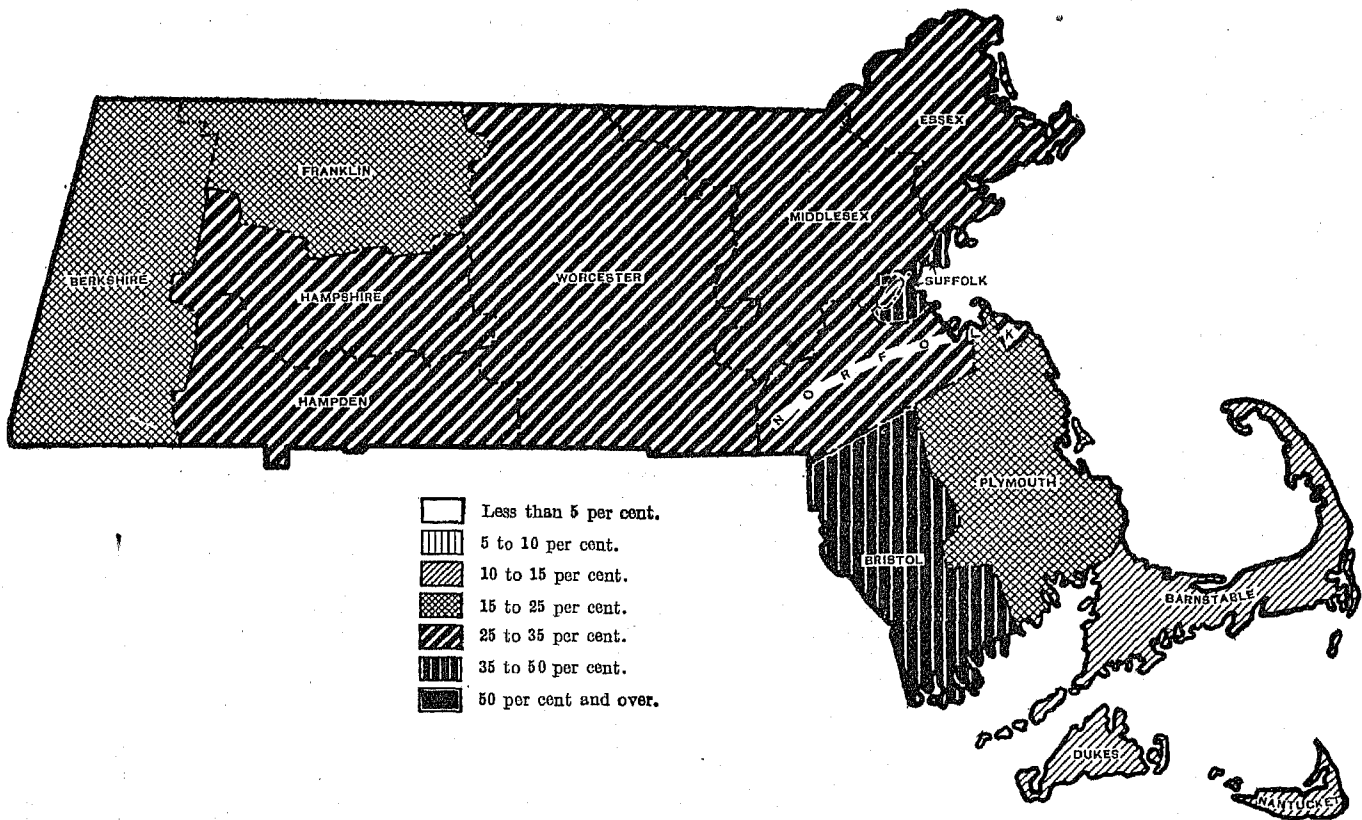 EBSEX
FRANKLIN
MIDDLESEX
BERKSHIRE
WORCESTER
SUFFOLK
HAMPSHIRE
NORFOLK
HAMPDEN
PLYMOUTH
BRISTOL
BARNSTABLE
DUKES
NANTUCKET
Less than 5 per cent.
5 to 10 per cent.
10 to 15 per cent.
15 to 25 per cent.
25 to 35 per cent.
35 to 50 per cent.
50 per cent and over.